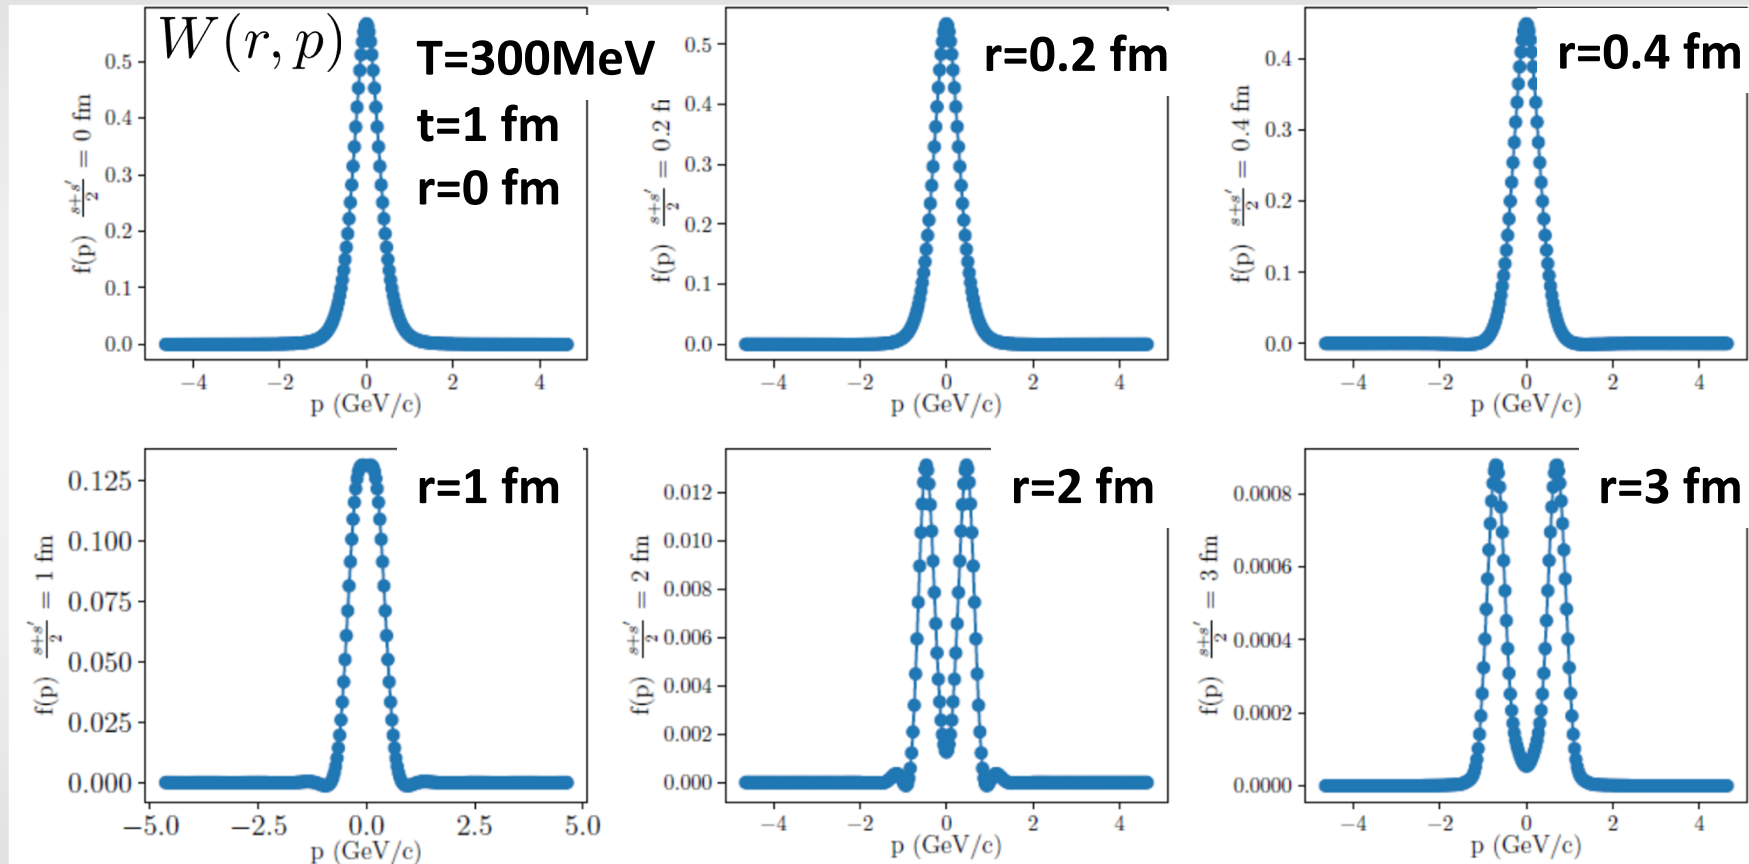 W(r, p)
T=300MeV
t=1 fm
r=0 fm
0.5
0.4
0.3
0.2
0.1
0.0
f(p) s+s′/2 = 0 fm
−4 −2 0 2 4
p (GeV/c)
r=0.2 fm
0.5
0.4
0.3
0.2
0.1
0.0
f(p) s+s′/2 = 0.2 f
−4 −2 0 2 4
p (GeV/c)
r=0.4 fm
0.4
0.3
0.2
0.1
0.0
f(p) s+s′/2 = 0.4 fm
−4 −2 0 2 4
p (GeV/c)
r=1 fm
0.125
0.100
0.075
0.050
0.025
0.000
f(p) s+s′/2 = 1 fm
−5.0 −2.5 0.0 2.5 5.0
p (GeV/c)
r=2 fm
0.012
0.010
0.008
0.006
0.004
0.002
0.000
f(p) s+s′/2 = 2 fm
−4 −2 0 2 4
p (GeV/c)
r=3 fm
0.0008
0.0006
0.0004
0.0002
0.0000
f(p) s+s′/2 = 3 fm
−4 −2 0 2 4
p (GeV/c)